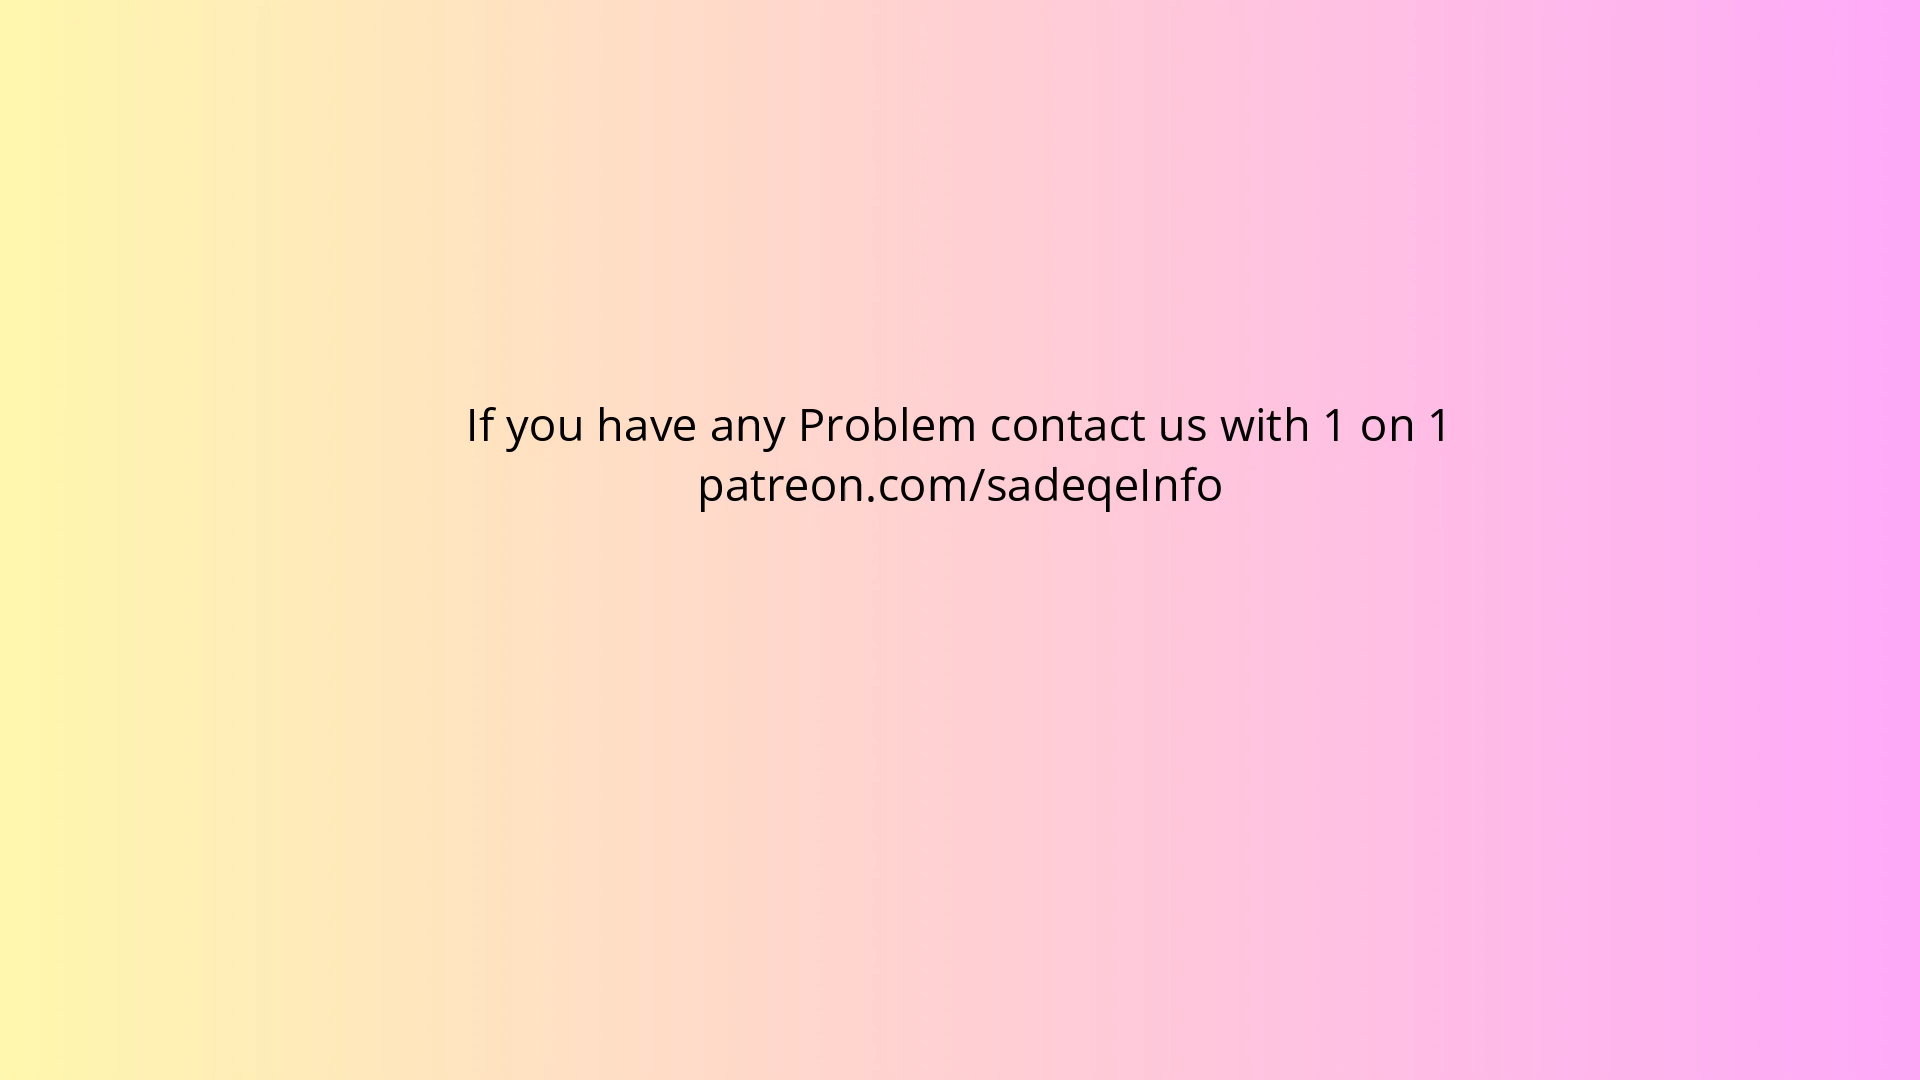 If you have any Problem contact us with 1 on 1
patreon.com/sadeqeInfo